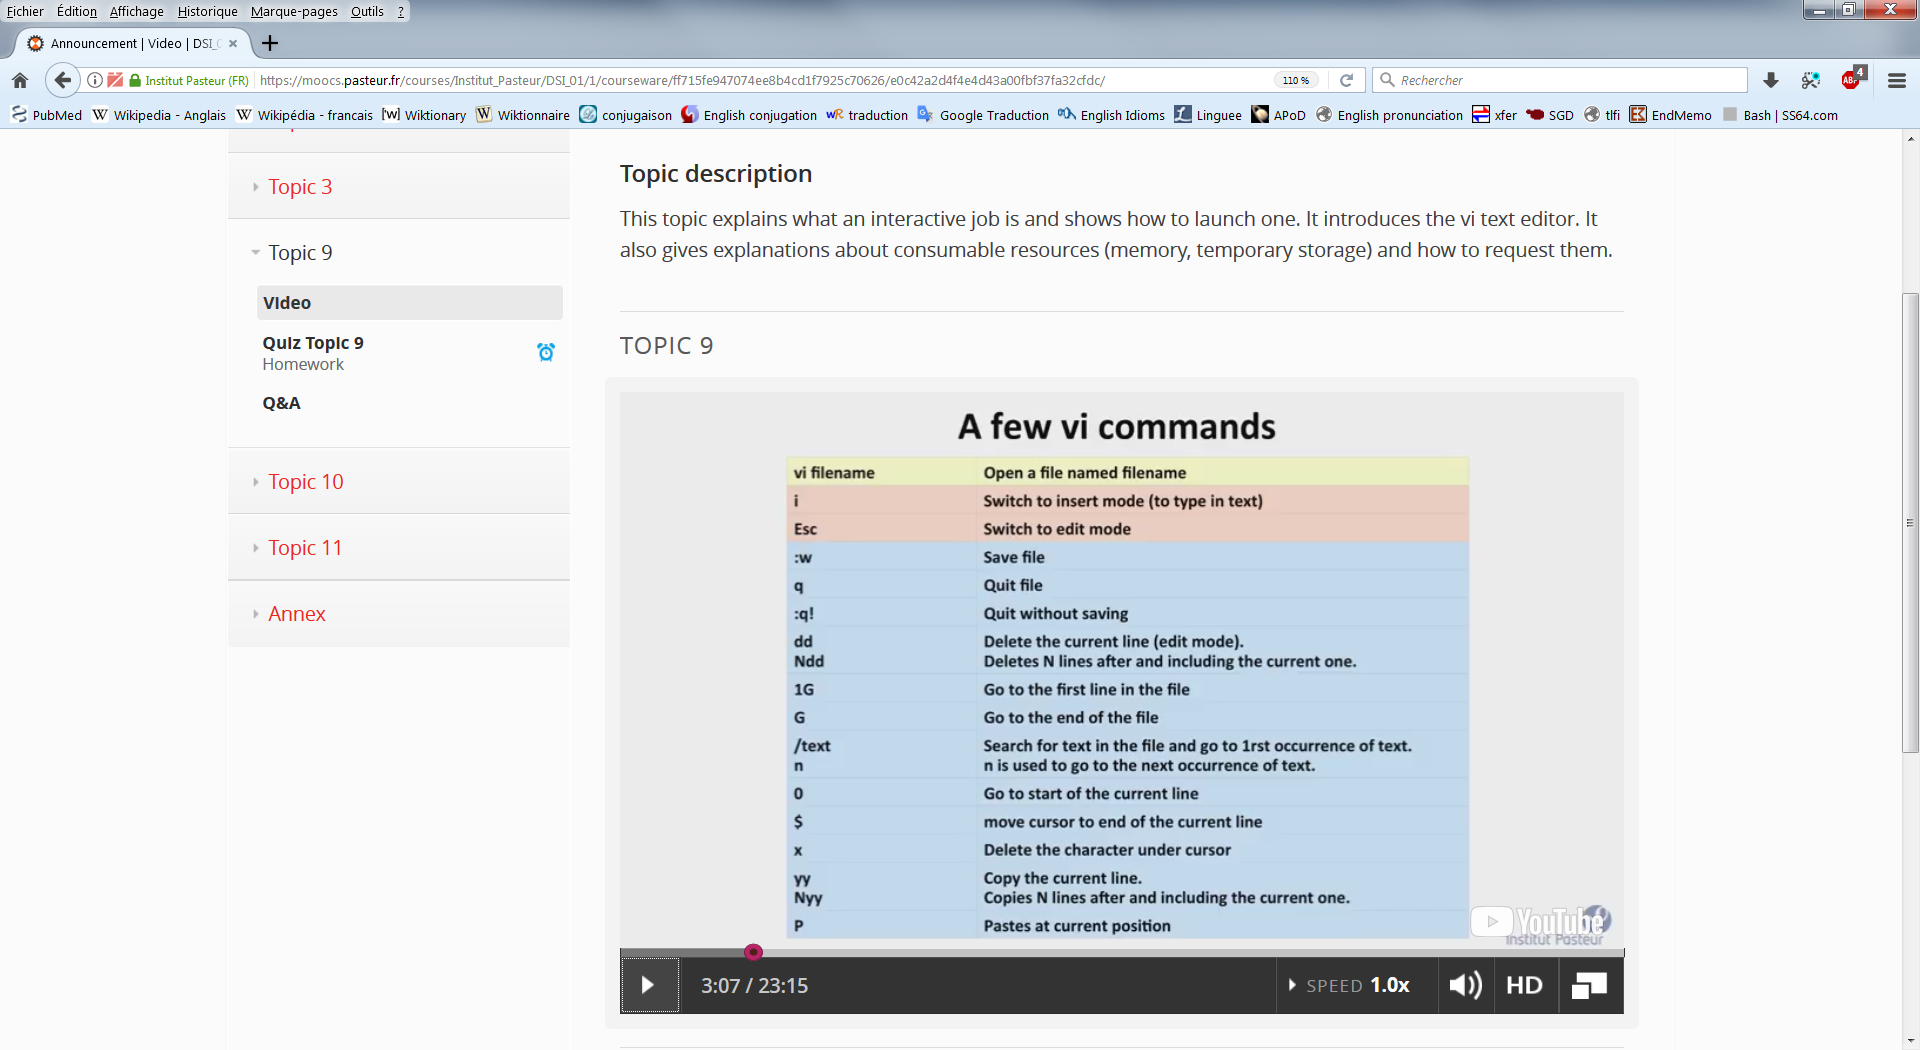 Fichier Édition Affichage Historique Marque-pages Outils ?
Announcement | Video | DSI_
Institut Pasteur (FR) https://moocs.pasteur.fr/courses/Institut_Pasteur/DSI_01/1/courseware/ff715fe947074ee8b4cd1f7925c70626/e0c42a2d4f4e4d43a00fbf37fa32cfdc/ 110 % Rechercher ABP 4
PubMed Wikipedia - Anglais Wikipédia - francais Wiktionary Wiktionnaire conjugaison English conjugation traduction Google Traduction English Idioms Linguee APoD English pronunciation xfer SGD tlfi EndMemo Bash | SS64.com
Topic 3
Topic 9
Video
Quiz Topic 9
Homework
Q&A
Topic 10
Topic 11
Annex
Topic description
This topic explains what an interactive job is and shows how to launch one. It introduces the vi text editor. It
also gives explanations about consumable resources (memory, temporary storage) and how to request them.
TOPIC 9
A few vi commands
vi filename Open a file named filename
i Switch to insert mode (to type in text)
Esc Switch to edit mode
:w Save file
q Quit file
:q! Quit without saving
dd Delete the current line (edit mode).
Ndd Deletes N lines after and including the current one.
1G Go to the first line in the file
G Go to the end of the file
/text Search for text in the file and go to 1rst occurrence of text.
n n is used to go to the next occurrence of text.
0 Go to start of the current line
$ move cursor to end of the current line
x Delete the character under cursor
yy Copy the current line.
Nyy Copies N lines after and including the current one.
P Pastes at current position
YouTube
Institut Pasteur
3:07 / 23:15 SPEED 1.0x HD